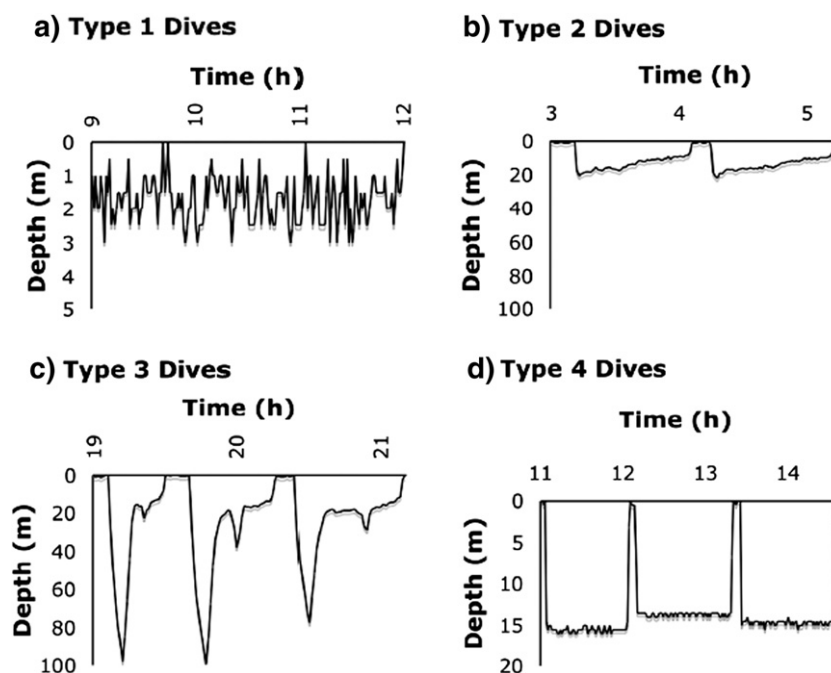 a) Type 1 Dives
Time (h)
9 10 11 12
Depth (m)
0
1
2
3
4
5
b) Type 2 Dives
Time (h)
3 4 5
Depth (m)
0
20
40
60
80
100
c) Type 3 Dives
Time (h)
19 20 21
Depth (m)
0
20
40
60
80
100
d) Type 4 Dives
Time (h)
11 12 13 14
Depth (m)
0
5
10
15
20